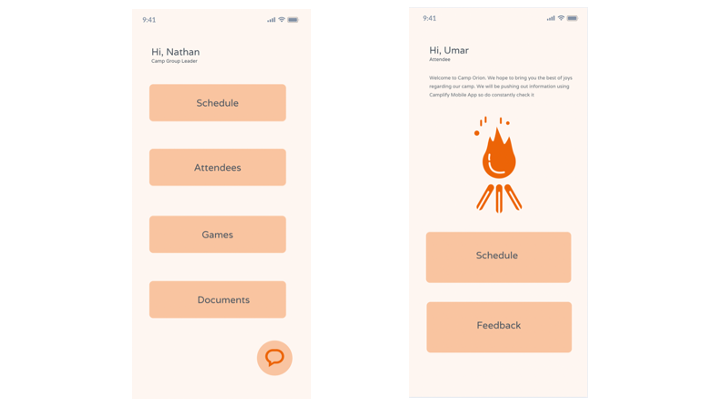 9:41
Hi, Nathan
Camp Group Leader
Schedule
Attendees
Games
Documents
9:41
Hi, Umar
Attendee
Welcome to Camp Orion. We hope to bring you the best of joys
regarding our camp. We will be pushing out information using
Campify Mobile App so do constantly check it
Schedule
Feedback